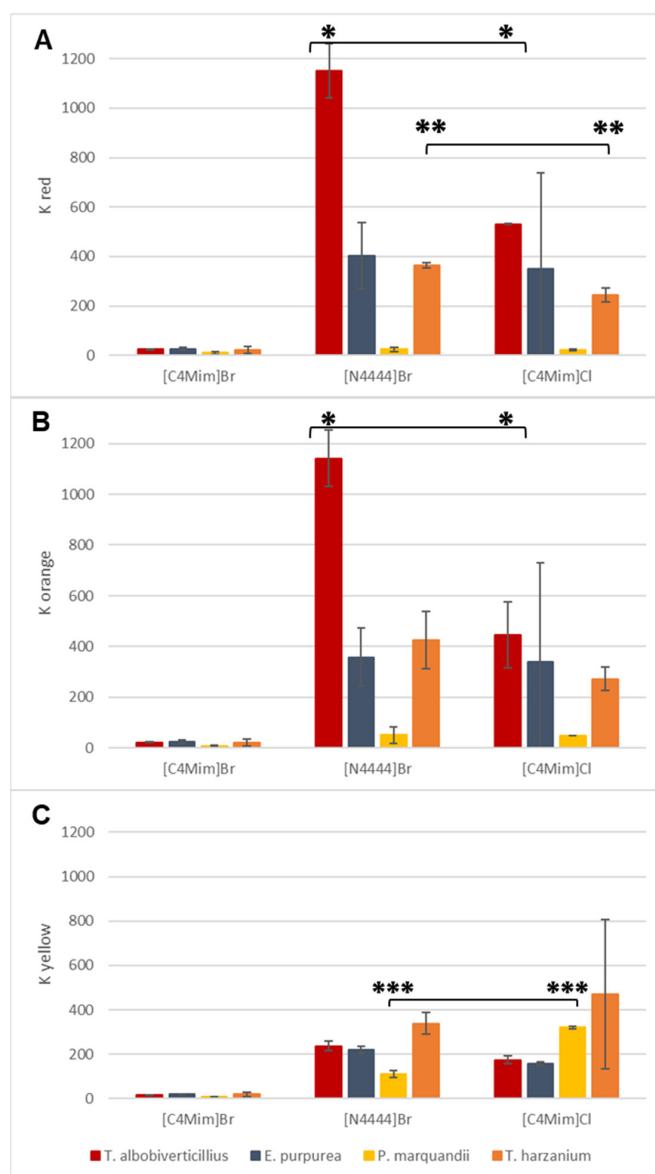 A
* *
1200
1000
** **
800
600
400
200
0
K red
[C4Mim]Br [N4444]Br [C4Mim]Cl
B
* *
1200
1000
800
600
400
200
0
K orange
[C4Mim]Br [N4444]Br [C4Mim]Cl
C
1200
1000
800
600
*** ***
400
200
0
K yellow
[C4Mim]Br [N4444]Br [C4Mim]Cl
T. albobiverticillius E. purpurea P. marquandii T. harzanium